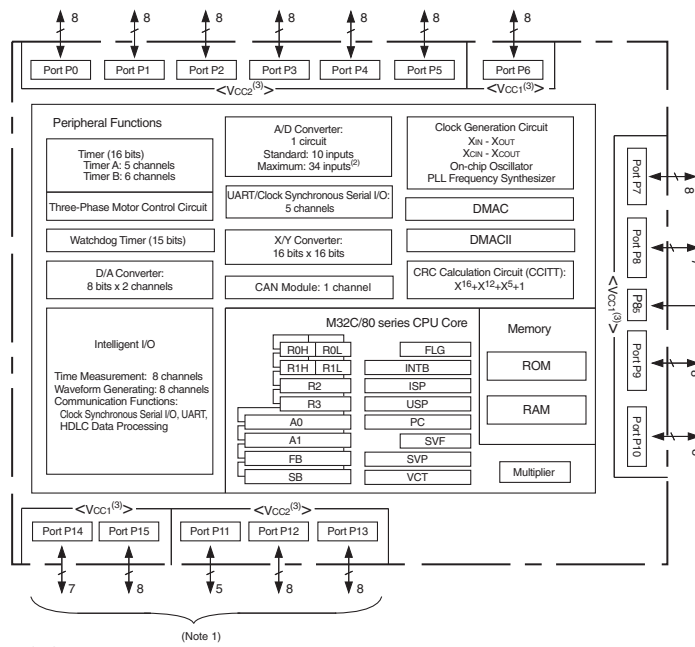 8 8 8 8 8 8 8
Port P0 Port P1 Port P2 Port P3 Port P4 Port P5 Port P6
<VCC2(3)> <VCC1(3)>
Peripheral Functions
Timer (16 bits)
Timer A: 5 channels
Timer B: 6 channels
Three-Phase Motor Control Circuit
Watchdog Timer (15 bits)
D/A Converter:
8 bits x 2 channels
Intelligent I/O
Time Measurement: 8 channels
Waveform Generating: 8 channels
Communication Functions:
Clock Synchronous Serial I/O, UART,
HDLC Data Processing
A/D Converter:
1 circuit
Standard: 10 inputs
Maximum: 34 inputs(2)
UART/Clock Synchronous Serial I/O:
5 channels
X/Y Converter:
16 bits x 16 bits
CAN Module: 1 channel
Clock Generation Circuit
XIN - XOUT
XCIN - XCOUT
On-chip Oscillator
PLL Frequency Synthesizer
DMAC
DMACII
CRC Calculation Circuit (CCITT):
X16+X12+X5+1
M32C/80 series CPU Core
R0H R0L
R1H R1L
R2
R3
A0
A1
FB
SB
FLG
INTB
ISP
USP
PC
SVF
SVP
VCT
Memory
ROM
RAM
Multiplier
<VCC1(3)>
Port P7
8
Port P8
P85
Port P9
Port P10
<VCC1(3)> <VCC2(3)>
Port P14 Port P15 Port P11 Port P12 Port P13
7 8 5 8 8
(Note 1)